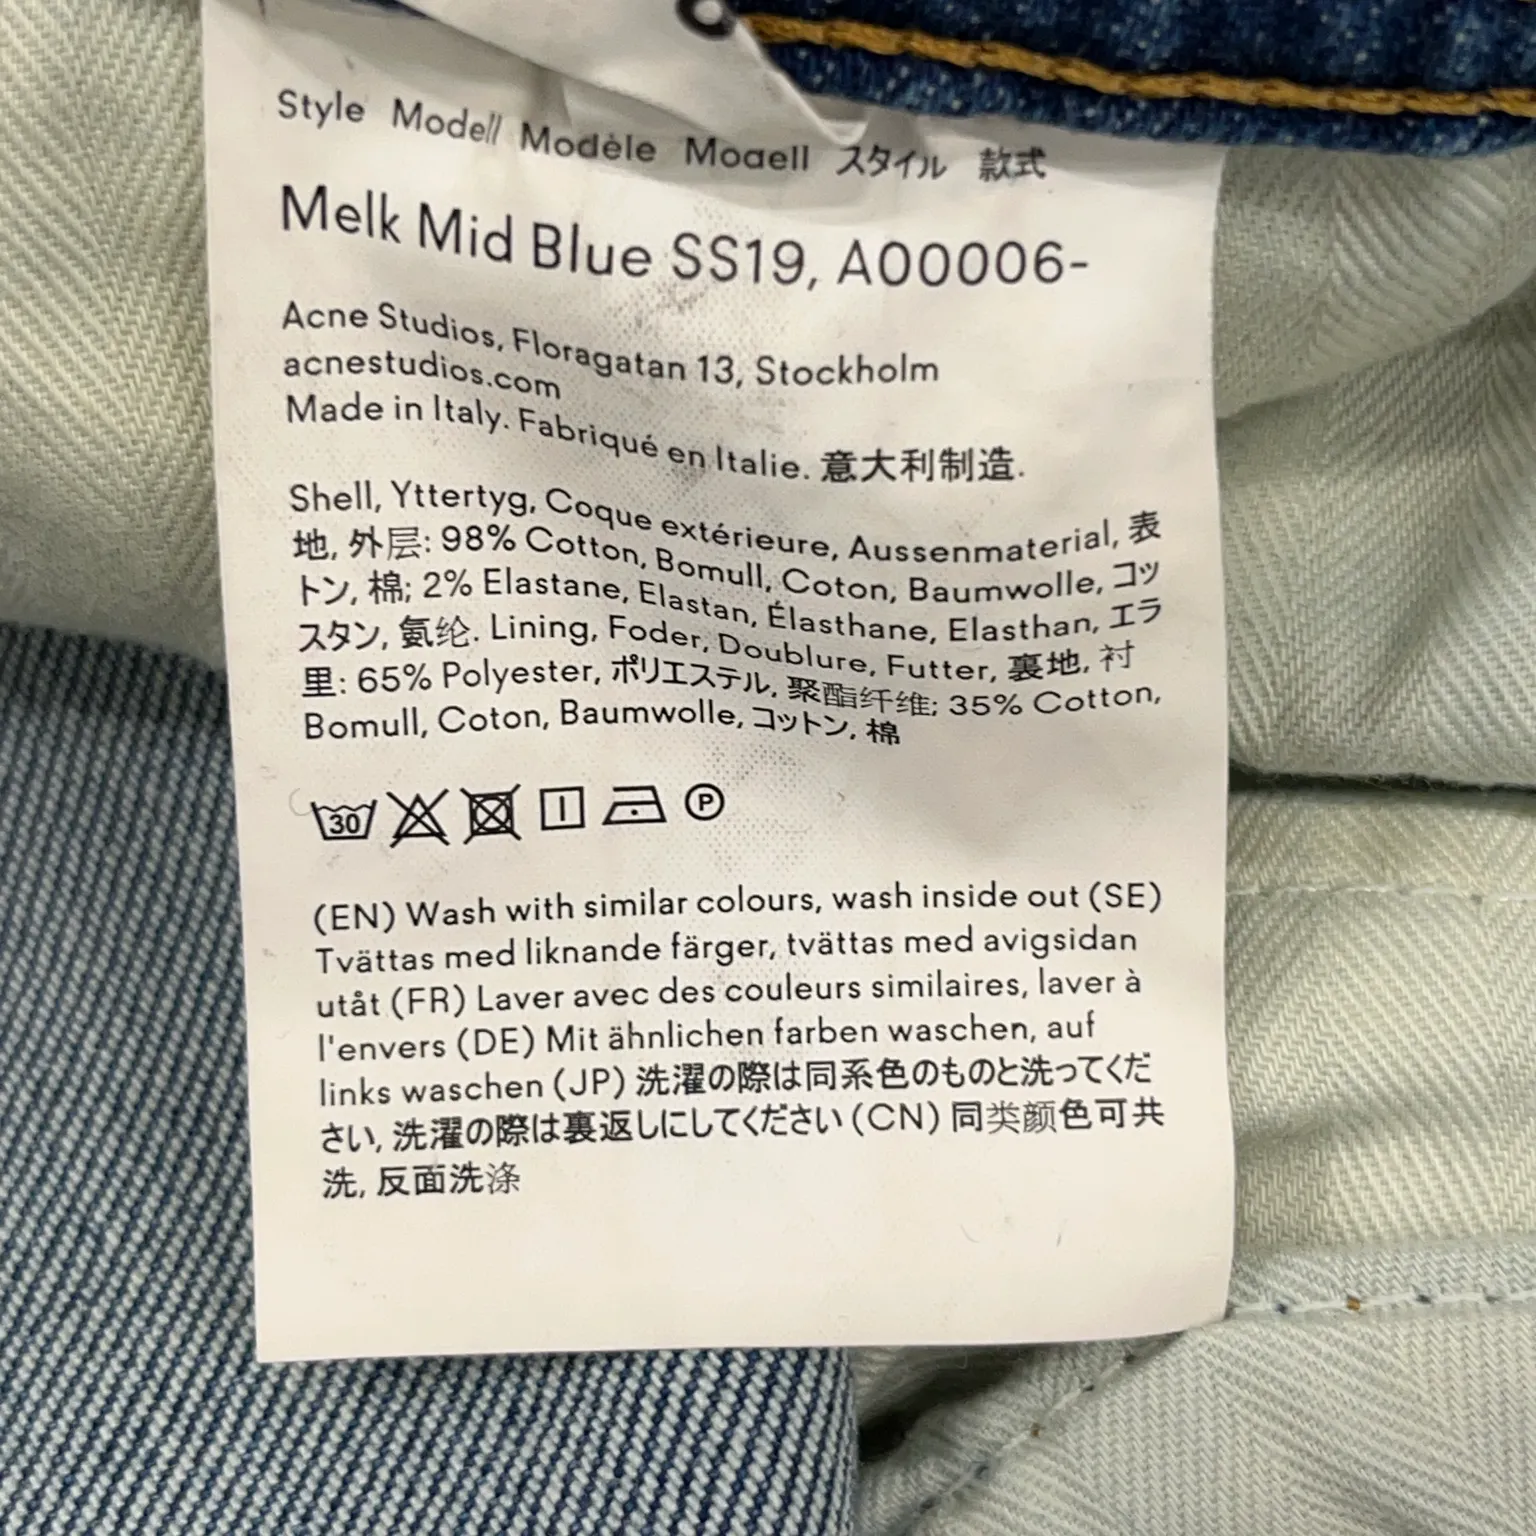 Style Modell Modèle Modell スタイル 款式
Melk Mid Blue SS19, A00006-
Acne Studios, Floragatan 13, Stockholm
acnestudios.com
Made in Italy. Fabriqué en Italie. 意大利制造.
Shell, Yttertyg, Coque extérieure, Aussenmaterial, 表
地, 外层: 98% Cotton, Bomull, Coton, Baumwolle, コッ
トン, 棉; 2% Elastane, Elastan, Élasthane, Elasthan, エラ
スタン, 氨纶. Lining, Foder, Doublure, Futter, 裏地, 衬
里: 65% Polyester, ポリエステル, 聚酯纤维; 35% Cotton,
Bomull, Coton, Baumwolle, コットン, 棉
30 P
(EN) Wash with similar colours, wash inside out (SE)
Tvättas med liknande färger, tvättas med avigsidan
utåt (FR) Laver avec des couleurs similaires, laver à
l'envers (DE) Mit ähnlichen farben waschen, auf
links waschen (JP) 洗濯の際は同系色のものと洗ってくだ
さい, 洗濯の際は裏返しにしてください (CN) 同类颜色可共
洗, 反面洗涤